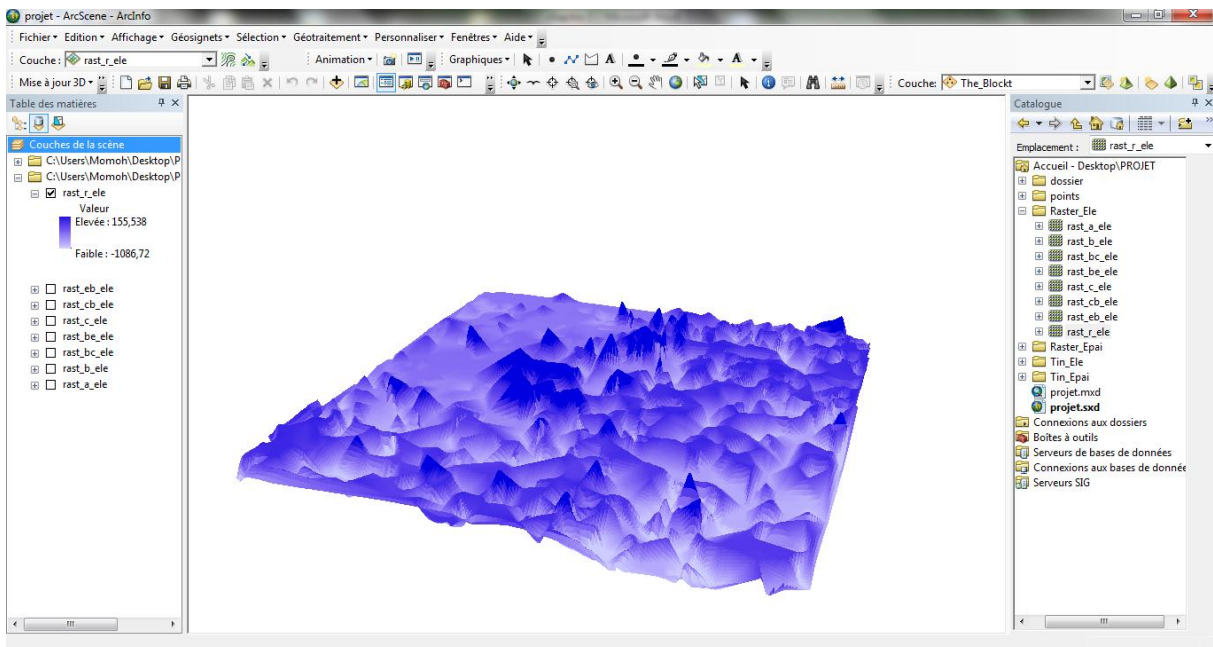 projet - ArcScene - ArcInfo
Fichier Edition Affichage Géosignets Sélection Géotraitement Personnaliser Fenêtres Aide
Couche : rast_r_ele Animation Graphiques A A
Mise à jour 3D Couche: The_Blockt
Table des matières
Couches de la scène
C:\Users\Momoh\Desktop\P
C:\Users\Momoh\Desktop\P
rast_r_ele
Valeur
Elevée : 155,538
Faible : -1086,72
rast_eb_ele
rast_cb_ele
rast_c_ele
rast_be_ele
rast_bc_ele
rast_b_ele
rast_a_ele
Catalogue
Emplacement : rast_r_ele
Accueil - Desktop\PROJET
dossier
points
Raster_Ele
rast_a_ele
rast_b_ele
rast_bc_ele
rast_be_ele
rast_c_ele
rast_cb_ele
rast_eb_ele
rast_r_ele
Raster_Epai
Tin_Ele
Tin_Epai
projet.mxd
projet.sxd
Connexions aux dossiers
Boîtes à outils
Serveurs de bases de données
Connexions aux bases de donnée
Serveurs SIG